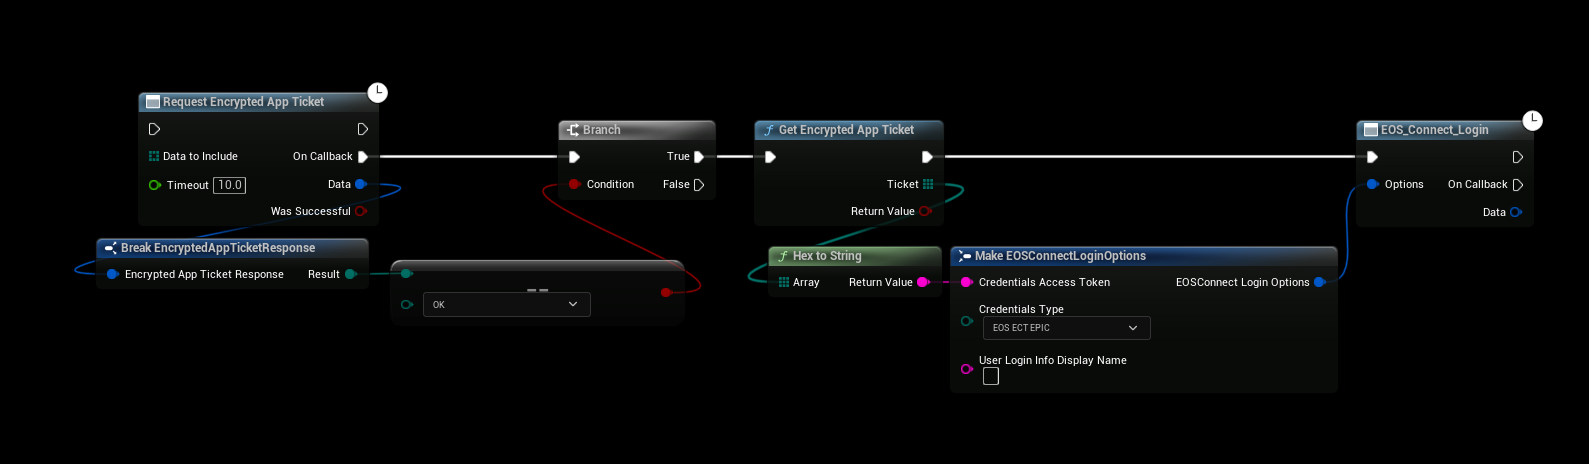 Request Encrypted App Ticket
Data to Include
On Callback
Timeout 10.0
Data
Was Successful
Break EncryptedAppTicketResponse
Encrypted App Ticket Response
Result
==
OK
Branch
True
Condition
False
Get Encrypted App Ticket
Ticket
Return Value
Hex to String
Array
Return Value
Make EOSConnectLoginOptions
Credentials Access Token
EOSConnect Login Options
Credentials Type
EOS ECT EPIC
User Login Info Display Name
EOS_Connect_Login
Options
On Callback
Data